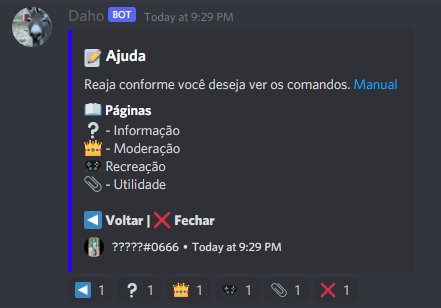 Daho BOT Today at 9:29 PM
📝 Ajuda
Reaja conforme você deseja ver os comandos. Manual
📖 Páginas
❔ - Informação
👑 - Moderação
🎮 Recreação
📎 - Utilidade
◀️ Voltar | ❌ Fechar
?????#0666 • Today at 9:29 PM
◀️ 1 ❔ 1 👑 1 🎮 1 📎 1 ❌ 1